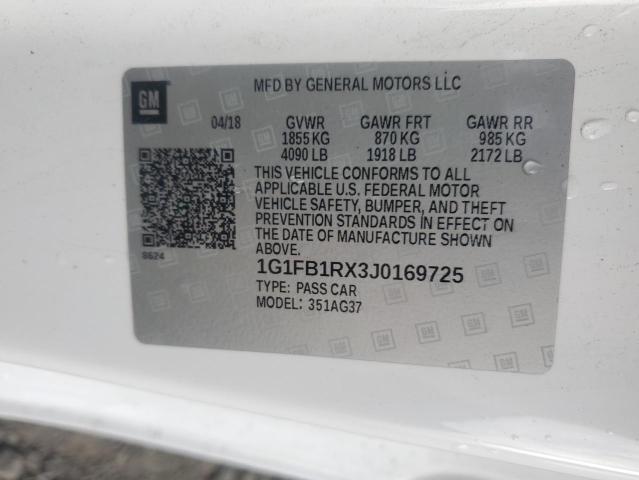 GM
MFD BY GENERAL MOTORS LLC
04/18 GVWR GAWR FRT GAWR RR
1855 KG 870 KG 985 KG
4090 LB 1918 LB 2172 LB
THIS VEHICLE CONFORMS TO ALL
APPLICABLE U.S. FEDERAL MOTOR
VEHICLE SAFETY, BUMPER, AND THEFT
PREVENTION STANDARDS IN EFFECT ON
THE DATE OF MANUFACTURE SHOWN
ABOVE.
8624
1G1FB1RX3J0169725
TYPE: PASS CAR
MODEL: 351AG37